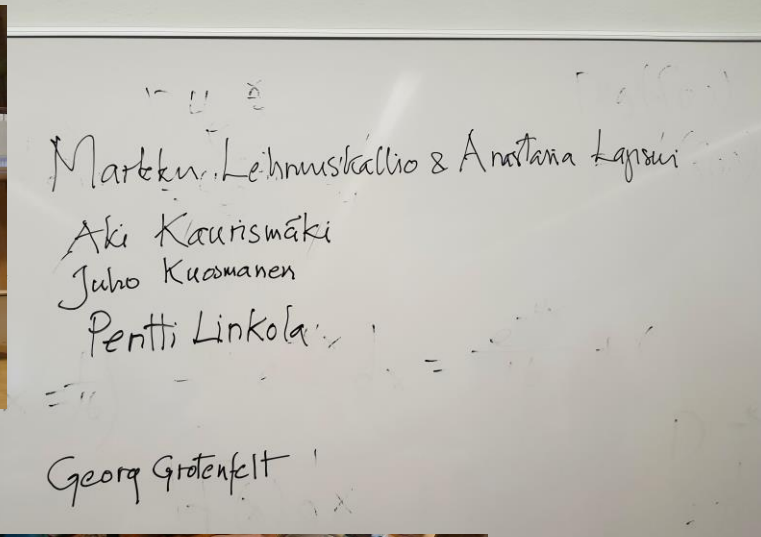 Markku Lehmuskallio & Anastasia Lapsui
Aki Kaurismäki
Juho Kuosmanen
Pentti Linkola
Georg Grotenfelt